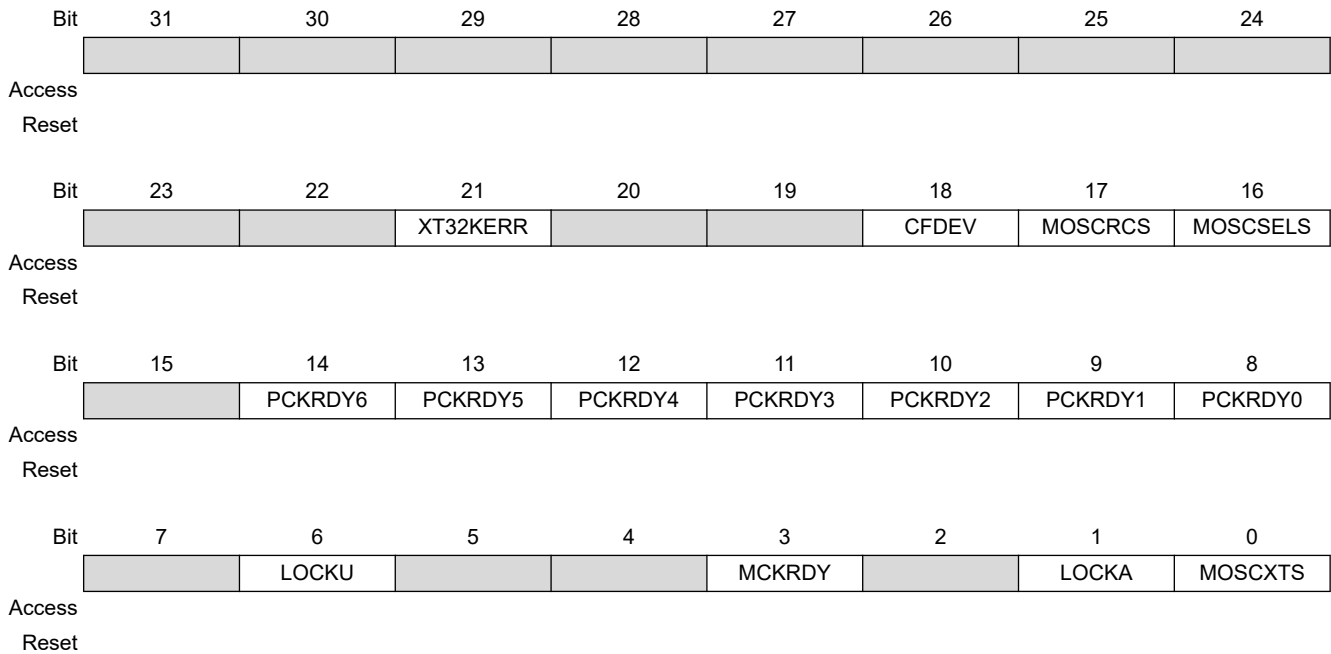 Bit 31 30 29 28 27 26 25 24
Access
Reset
Bit 23 22 21 20 19 18 17 16
XT32KERR CFDEV MOSCRCS MOSCSELS
Access
Reset
Bit 15 14 13 12 11 10 9 8
PCKRDY6 PCKRDY5 PCKRDY4 PCKRDY3 PCKRDY2 PCKRDY1 PCKRDY0
Access
Reset
Bit 7 6 5 4 3 2 1 0
LOCKU MCKRDY LOCKA MOSCXTS
Access
Reset